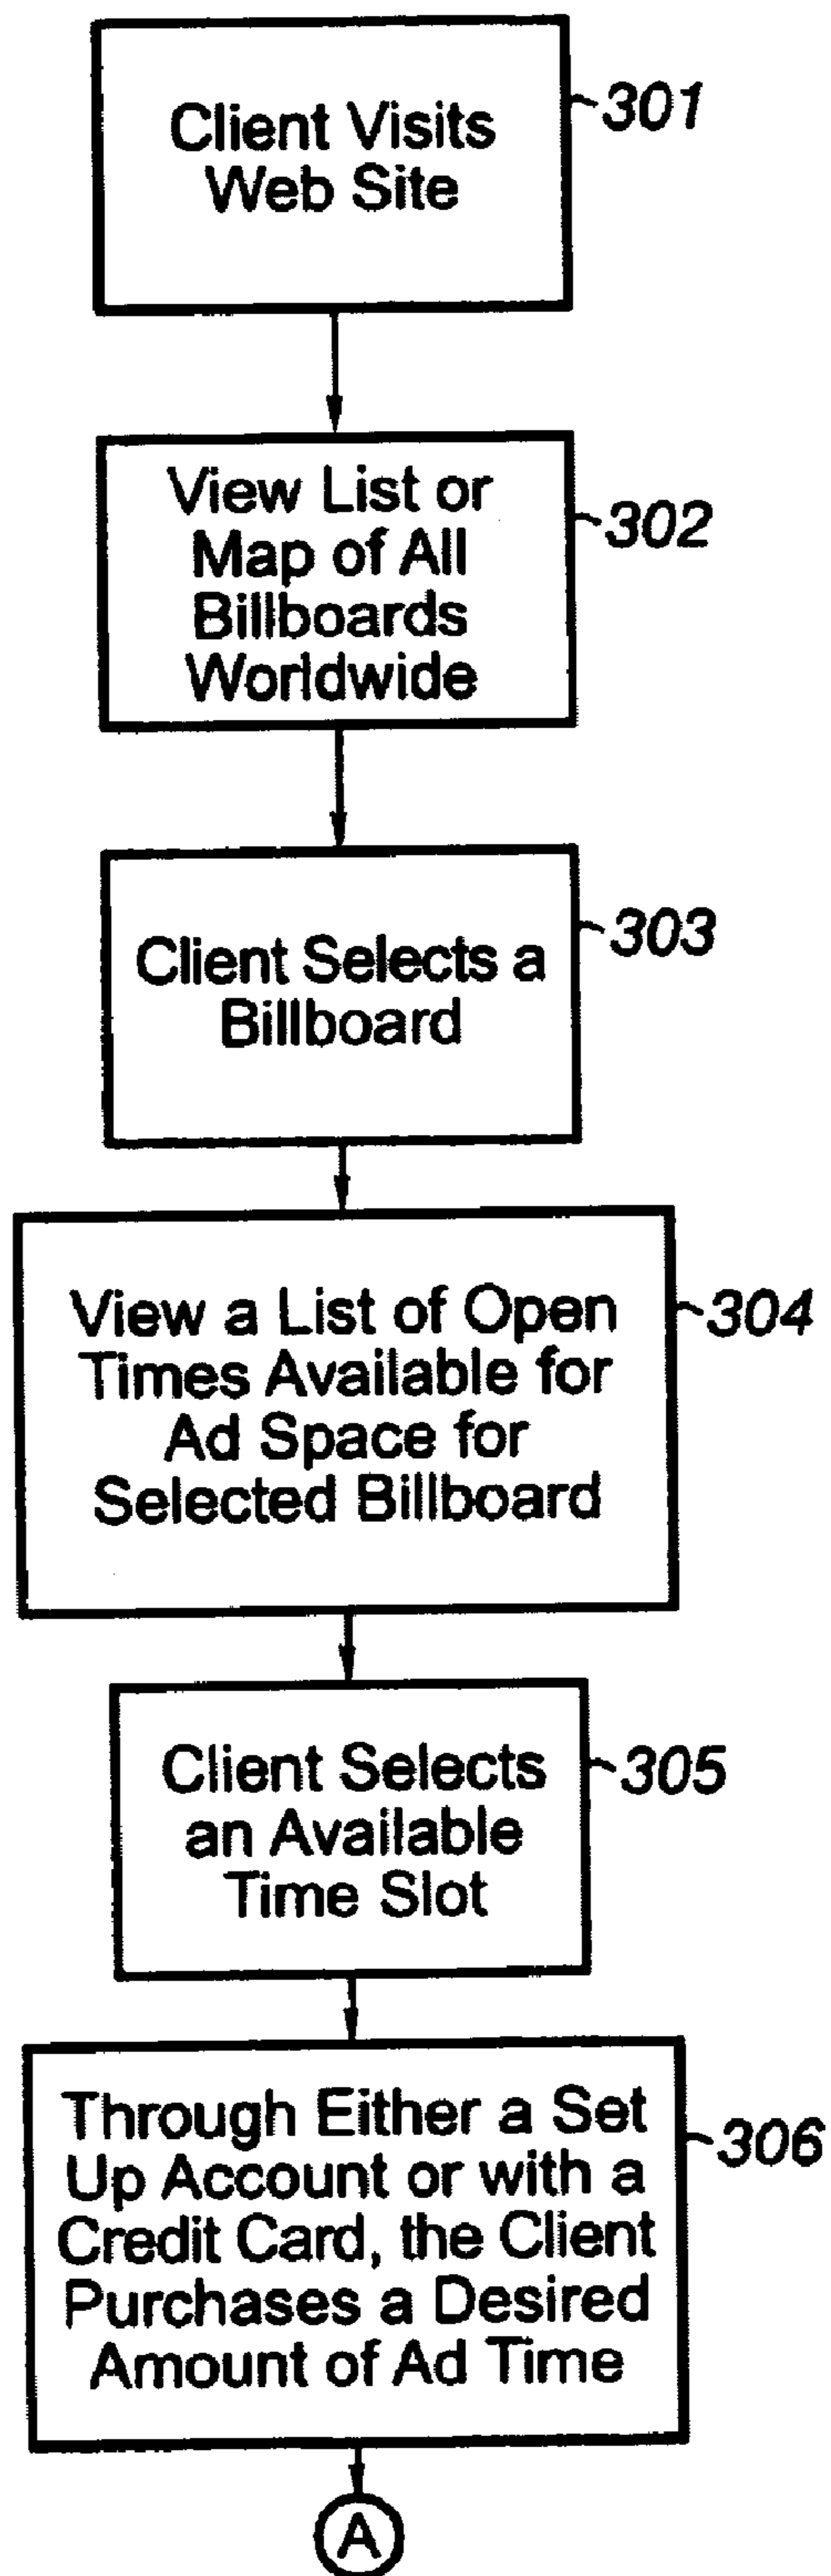 Client Visits
Web Site
301
View List or
Map of All
Billboards
Worldwide
302
Client Selects a
Billboard
303
View a List of Open
Times Available for
Ad Space for
Selected Billboard
304
Client Selects
an Available
Time Slot
305
Through Either a Set
Up Account or with a
Credit Card, the Client
Purchases a Desired
Amount of Ad Time
306
A